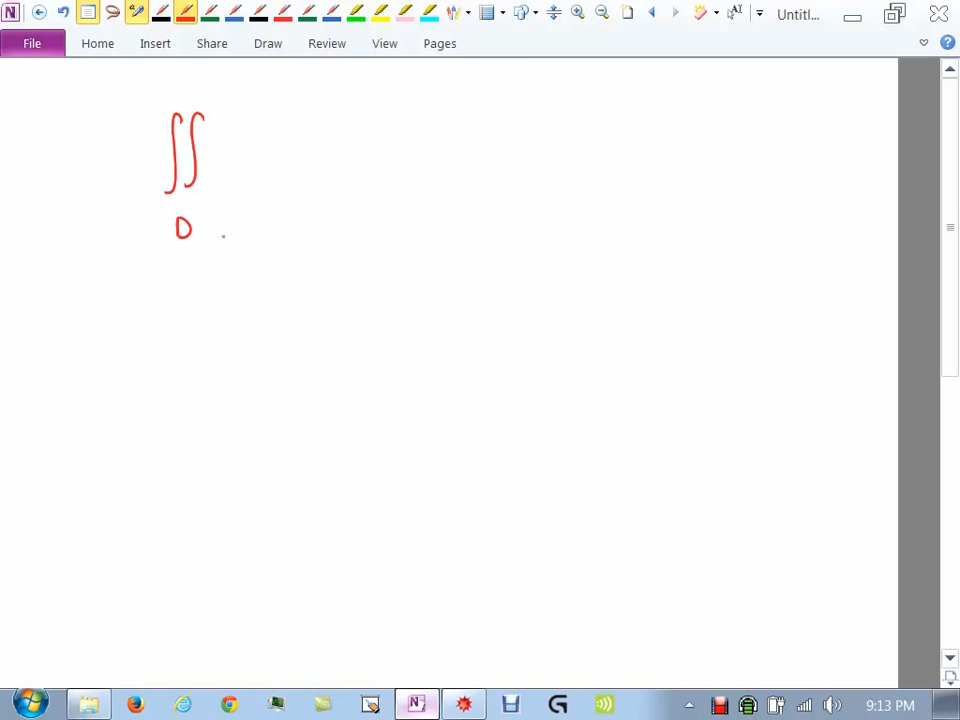 Untitl...
File Home Insert Share Draw Review View Pages
∬
D .
9:13 PM